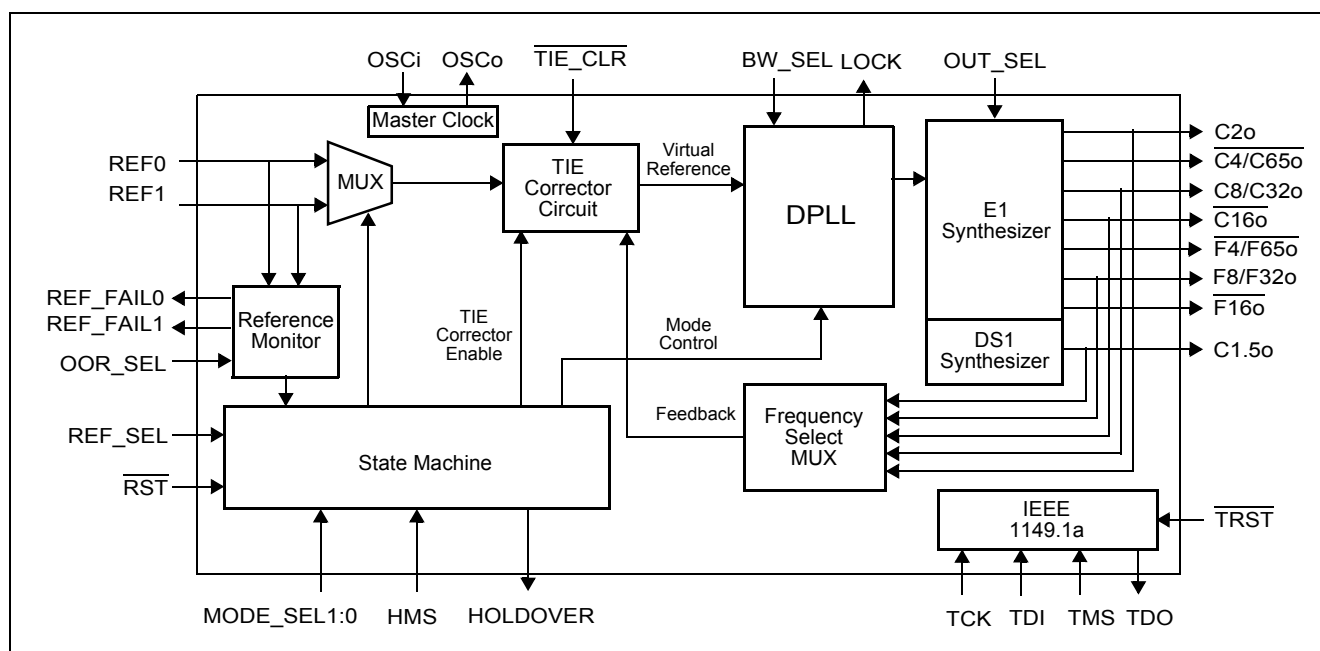 OSCi
OSCo
TIE_CLR
BW_SEL
LOCK
OUT_SEL
Master Clock
REF0
REF1
MUX
TIE
Corrector
Circuit
Virtual
Reference
DPLL
E1
Synthesizer
DS1
Synthesizer
C2o
C4/C65o
C8/C32o
C16o
F4/F65o
F8/F32o
F16o
C1.5o
REF_FAIL0
REF_FAIL1
OOR_SEL
Reference
Monitor
TIE
Corrector
Enable
Mode
Control
REF_SEL
RST
State Machine
Feedback
Frequency
Select
MUX
IEEE
1149.1a
TRST
MODE_SEL1:0
HMS
HOLDOVER
TCK
TDI
TMS
TDO